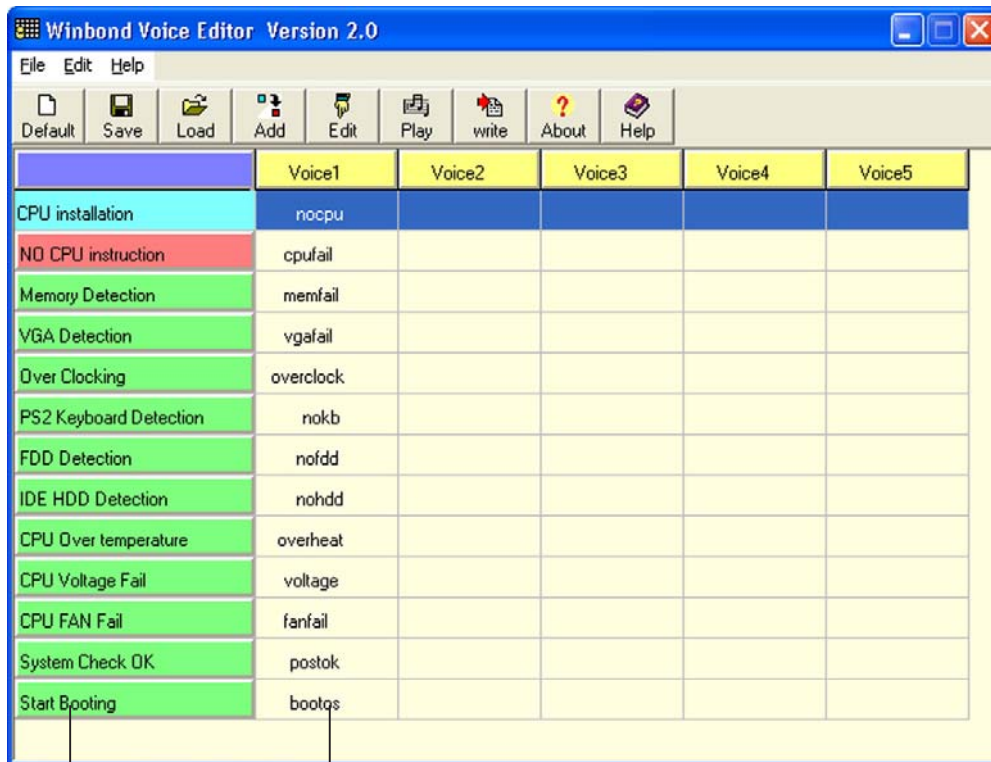 Winbond Voice Editor Version 2.0
File Edit Help
Default Save Load Add Edit Play write About Help
Voice1 Voice2 Voice3 Voice4 Voice5
CPU installation nocpu
NO CPU instruction cpufail
Memory Detection memfail
VGA Detection vgafail
Over Clocking overclock
PS2 Keyboard Detection nokb
FDD Detection nofdd
IDE HDD Detection nohdd
CPU Over temperature overheat
CPU Voltage Fail voltage
CPU FAN Fail fanfail
System Check OK postok
Start Booting bootos